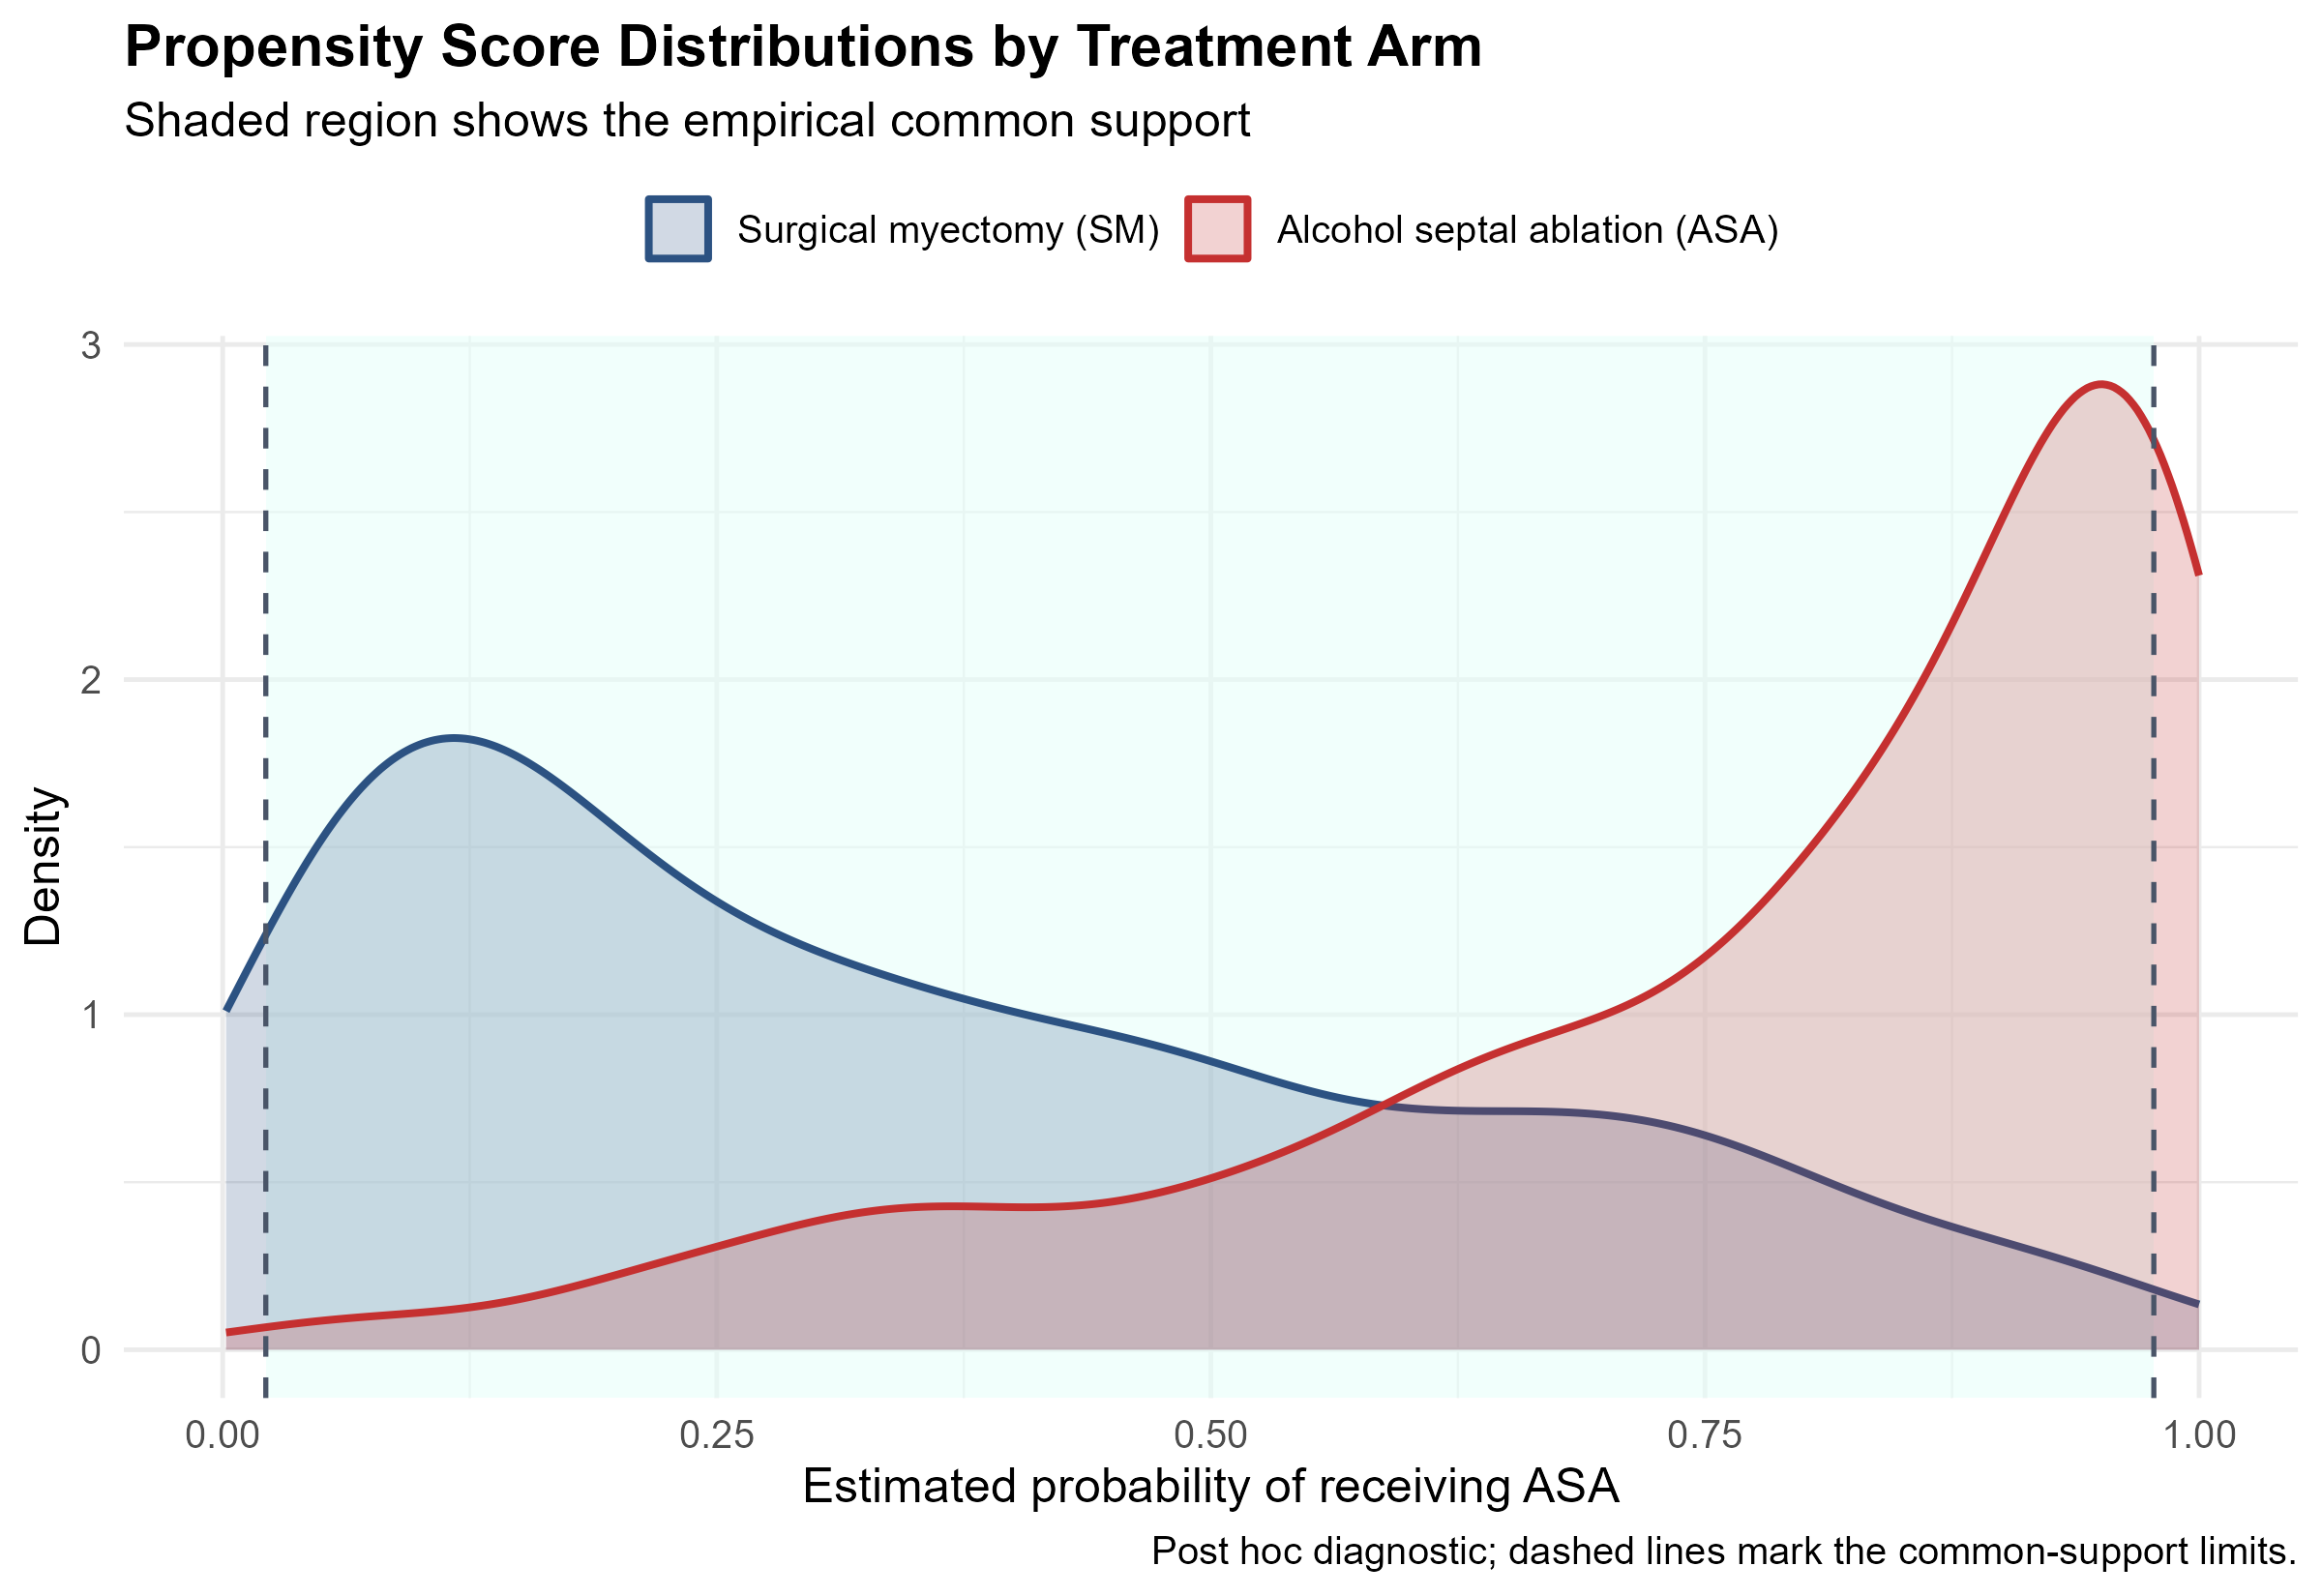 Propensity Score Distributions by Treatment Arm
Shaded region shows the empirical common support
Surgical myectomy (SM) Alcohol septal ablation (ASA)
3
2
1
0
Density
0.00 0.25 0.50 0.75 1.00
Estimated probability of receiving ASA
Post hoc diagnostic; dashed lines mark the common-support limits.